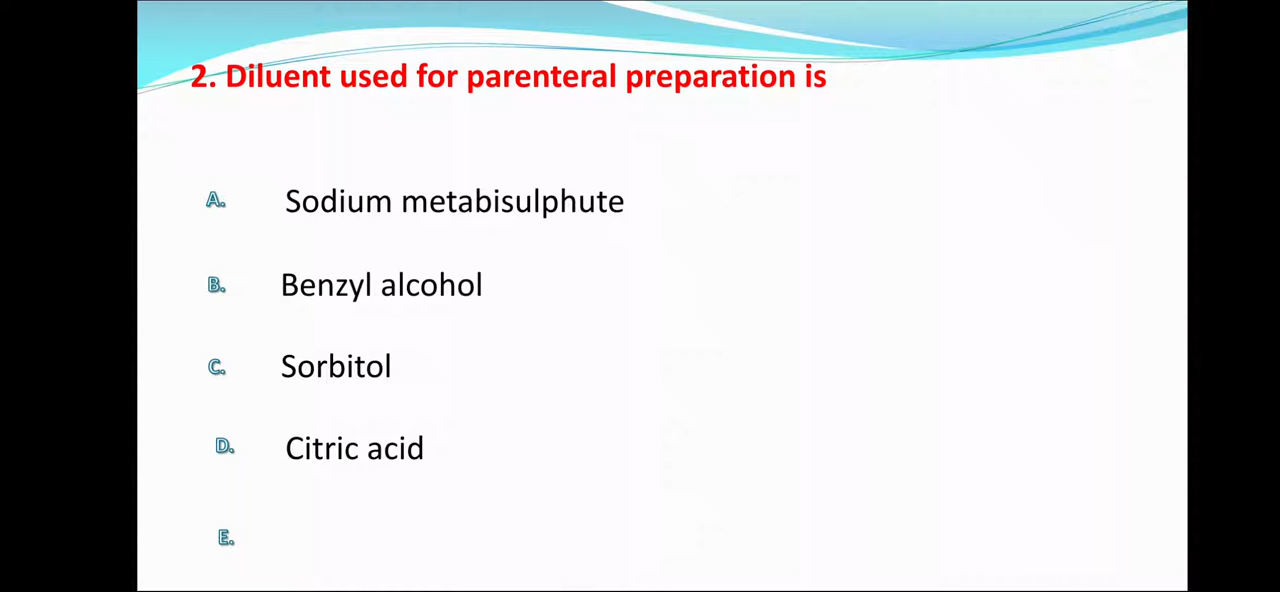 2. Diluent used for parenteral preparation is
A. Sodium metabisulphute
B. Benzyl alcohol
C. Sorbitol
D. Citric acid
E.